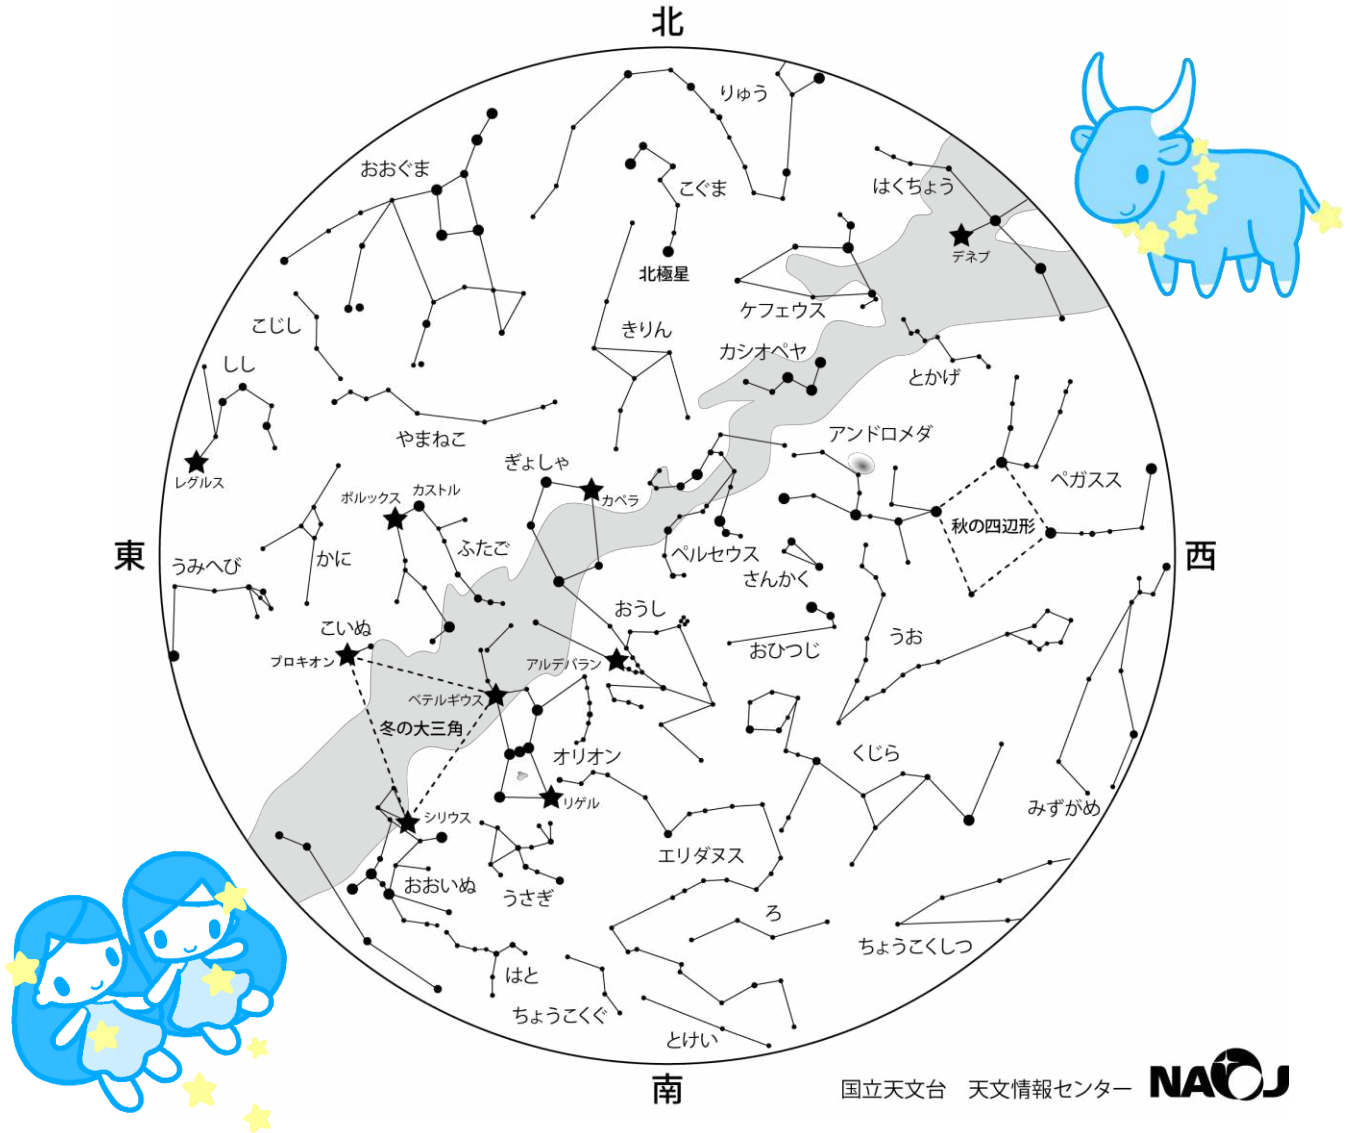 北
りゅう
おおぐま
こぐま
はくちょう
デネブ
北極星
ケフェウス
こじし
きりん
しし
カシオペヤ
とかげ
やまねこ
アンドロメダ
ぎょしゃ
レグルス
ポルックス
カストル
カペラ
ペガスス
秋の四辺形
東
かに
ふたご
ペルセウス
さんかく
西
うみへび
こいぬ
おうし
おひつじ
うお
プロキオン
アルデバラン
ベテルギウス
冬の大三角
オリオン
くじら
リゲル
みずがめ
シリウス
エリダヌス
おおいぬ
うさぎ
ろ
ちょうこくしつ
はと
ちょうこくぐ
とけい
南
国立天文台 天文情報センター NAOJ